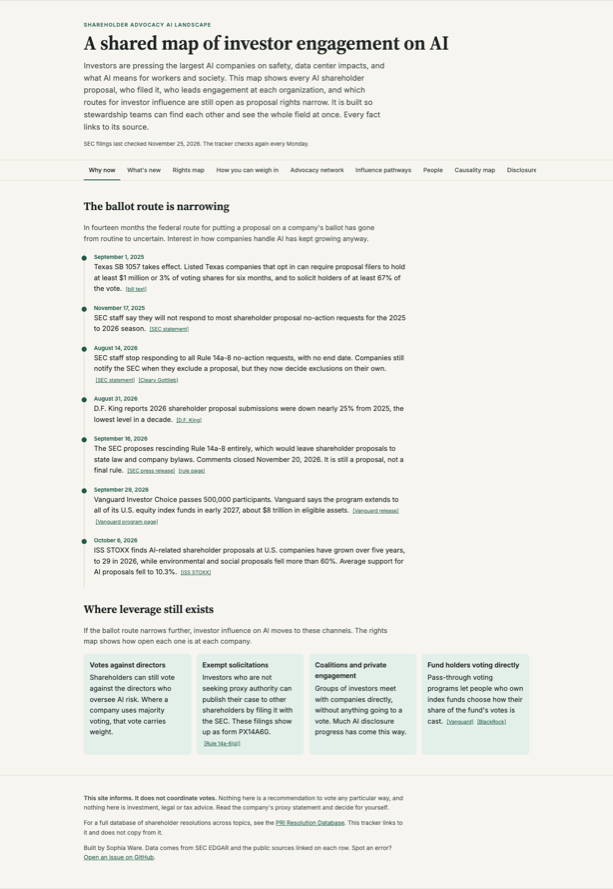 SHAREHOLDER ADVOCACY AI LANDSCAPE
A shared map of investor engagement on AI
Investors are pressing the largest AI companies on safety, data center impacts, and
what AI means for workers and society. This map shows every AI shareholder
proposal, who filed it, who leads engagement at each organization, and which
routes for investor influence are still open as proposal rights narrow. It is built so
stewardship teams can find each other and see the whole field at once. Every fact
links to its source.
SEC filings last checked November 25, 2026. The tracker checks again every Monday.
Why now What's new Rights map How you can weigh in Advocacy network Influence pathways People Causality map Disclosure
The ballot route is narrowing
In fourteen months the federal route for putting a proposal on a company's ballot has gone
from routine to uncertain. Interest in how companies handle AI has kept growing anyway.
September 1, 2025
Texas SB 1057 takes effect. Listed Texas companies that opt in can require proposal filers to hold
at least $1 million or 3% of voting shares for six months, and to solicit holders of at least 67% of
the vote. [bill text]
November 17, 2025
SEC staff say they will not respond to most shareholder proposal no-action requests for the 2025
to 2026 season. [SEC statement]
August 14, 2026
SEC staff stop responding to all Rule 14a-8 no-action requests, with no end date. Companies still
notify the SEC when they exclude a proposal, but they now decide exclusions on their own.
[SEC statement] [Cleary Gottlieb]
August 31, 2026
D.F. King reports 2026 shareholder proposal submissions were down nearly 25% from 2025, the
lowest level in a decade. [D.F. King]
September 16, 2026
The SEC proposes rescinding Rule 14a-8 entirely, which would leave shareholder proposals to
state law and company bylaws. Comments closed November 20, 2026. It is still a proposal, not a
final rule. [SEC press release] [rule page]
September 29, 2026
Vanguard Investor Choice passes 500,000 participants. Vanguard says the program extends to
all of its U.S. equity index funds in early 2027, about $8 trillion in eligible assets. [Vanguard release]
[Vanguard program page]
October 6, 2026
ISS STOXX finds AI-related shareholder proposals at U.S. companies have grown over five years,
to 29 in 2026, while environmental and social proposals fell more than 60%. Average support for
AI proposals fell to 10.3%. [ISS STOXX]
Where leverage still exists
If the ballot route narrows further, investor influence on AI moves to these channels. The rights
map shows how open each one is at each company.
Votes against directors
Shareholders can still vote
against the directors who
oversee AI risk. Where a
company uses majority
voting, that vote carries
weight.
Exempt solicitations
Investors who are not
seeking proxy authority can
publish their case to other
shareholders by filing it with
the SEC. These filings show
up as form PX14A6G.
[Rule 14a-6(g)]
Coalitions and private
engagement
Groups of investors meet
with companies directly,
without anything going to a
vote. Much AI disclosure
progress has come this way.
Fund holders voting directly
Pass-through voting
programs let people who own
index funds choose how their
share of the fund's votes is
cast. [Vanguard] [BlackRock]
This site informs. It does not coordinate votes. Nothing here is a recommendation to vote any particular way, and
nothing here is investment, legal or tax advice. Read the company's proxy statement and decide for yourself.
For a full database of shareholder resolutions across topics, see the PRI Resolution Database. This tracker links to
it and does not copy from it.
Built by Sophia Ware. Data comes from SEC EDGAR and the public sources linked on each row. Spot an error?
Open an issue on GitHub.